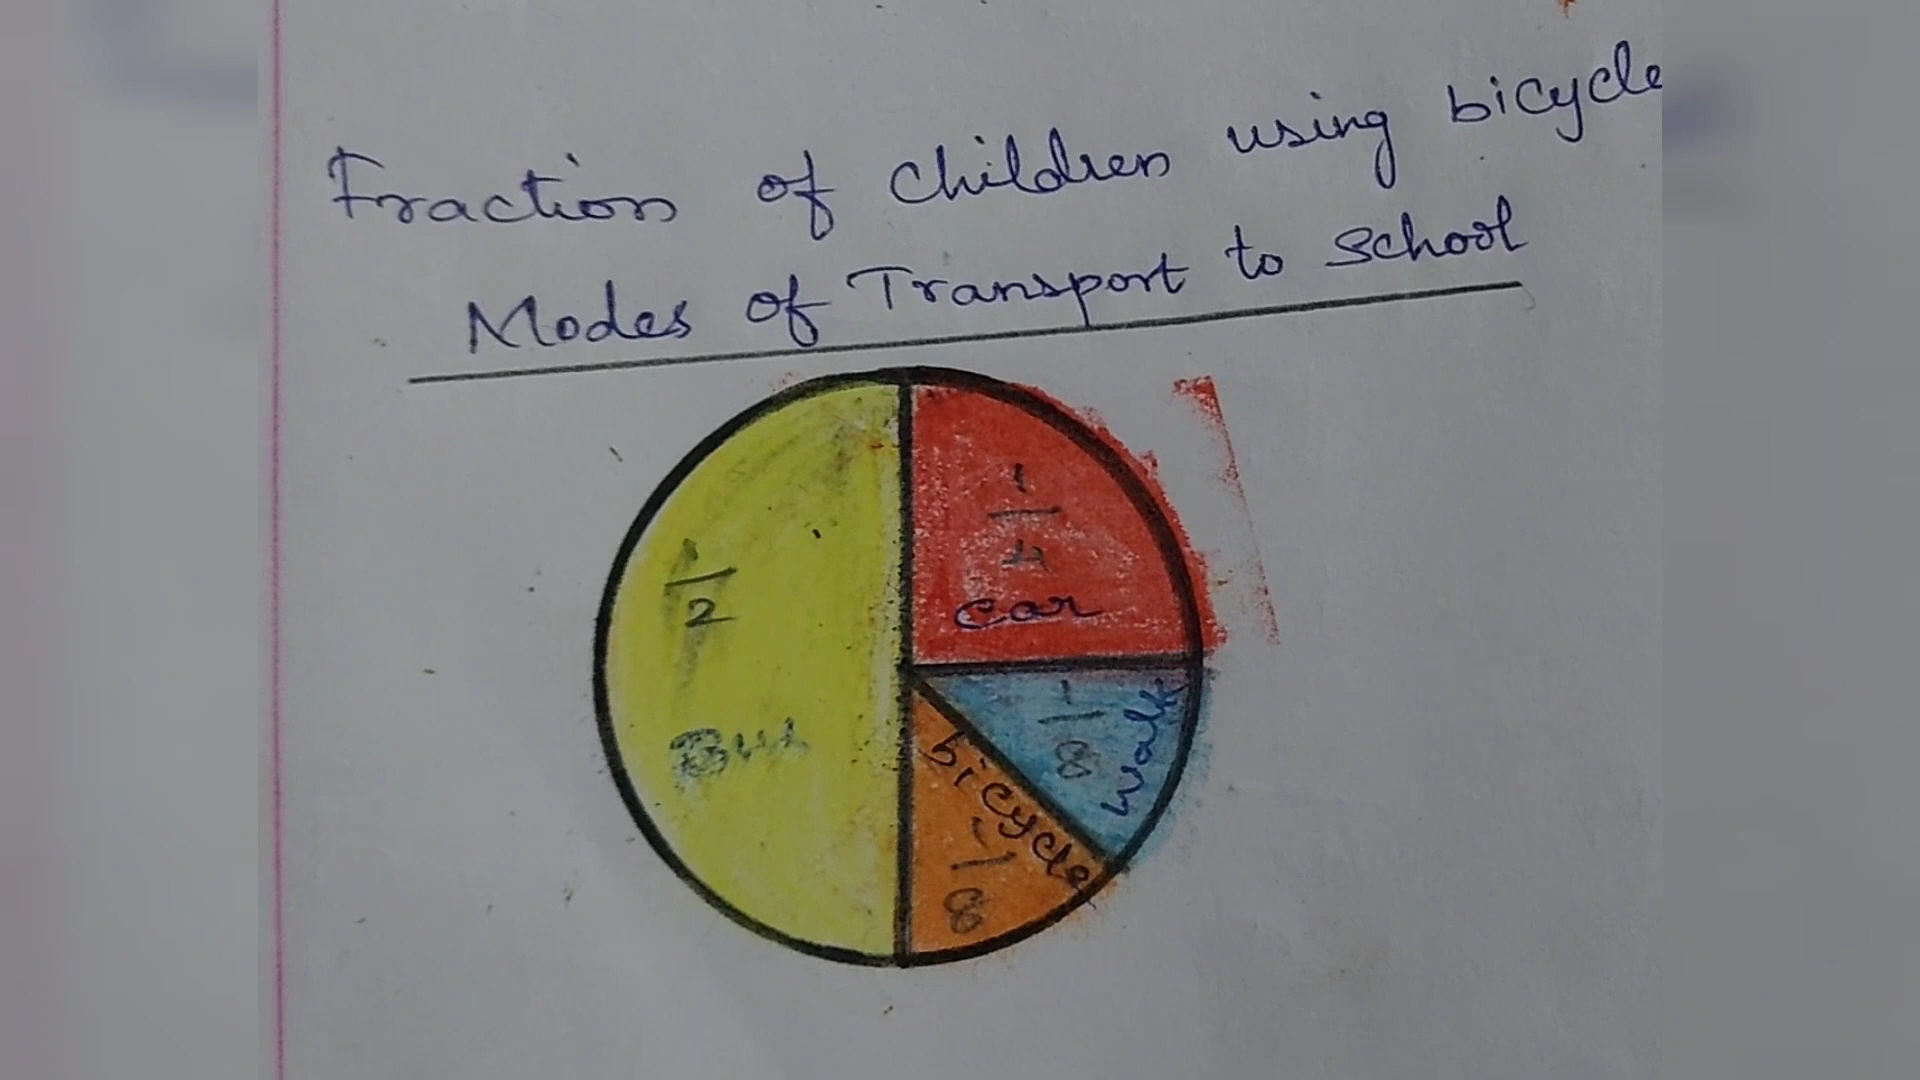 Fraction of children using bicycle
Modes of Transport to School
1/4
car
1/2
Bus
1/8
walk
bicycle
1/8